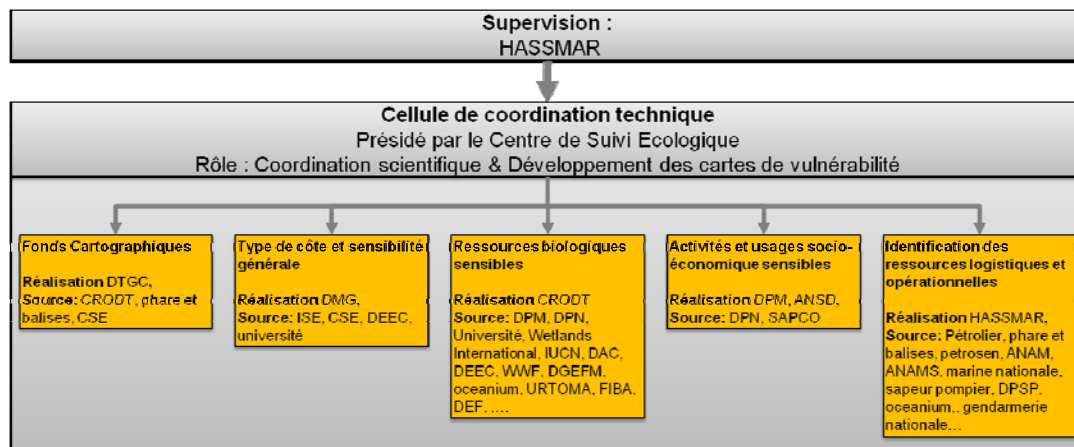 Supervision :
HASSMAR
Cellule de coordination technique
Présidé par le Centre de Suivi Ecologique
Rôle : Coordination scientifique & Développement des cartes de vulnérabilité
Fonds Cartographiques
Réalisation DTGC,
Source: CRODT, phare et
balises, CSE
Type de côte et sensibilité
générale
Réalisation DMG,
Source: ISE, CSE, DEEC,
université
Ressources biologiques
sensibles
Réalisation CRODT
Source: DPM, DPN,
Université, Wetlands
International, IUCN, DAC,
DEEC, WWF, DGEFM,
oceanium, URTOMA, FIBA,
DEF, ....
Activités et usages socio-
économique sensibles
Réalisation DPM, ANSD,
Source: DPN, SAPCO
Identification des
ressources logistiques et
opérationnelles
Réalisation HASSMAR,
Source: Pétrolier, phare et
balises, petrosen, ANAM,
ANAMS, marine nationale,
sapeur pompier, DPSP,
oceanium,, gendarmerie
nationale...